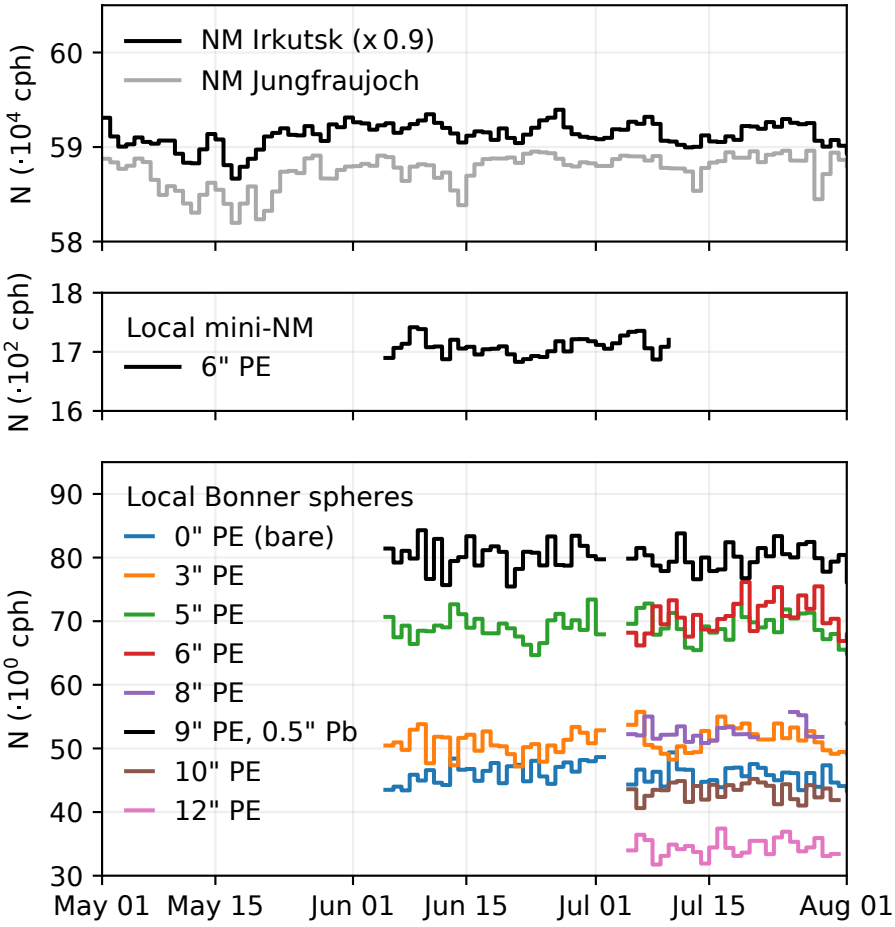 N (·10⁴ cph)
60
59
58
NM Irkutsk (x 0.9)
NM Jungfraujoch
N (·10² cph)
18
17
16
Local mini-NM
6" PE
N (·10⁰ cph)
90
80
70
60
50
40
30
Local Bonner spheres
0" PE (bare)
3" PE
5" PE
6" PE
8" PE
9" PE, 0.5" Pb
10" PE
12" PE
May 01 May 15 Jun 01 Jun 15 Jul 01 Jul 15 Aug 01